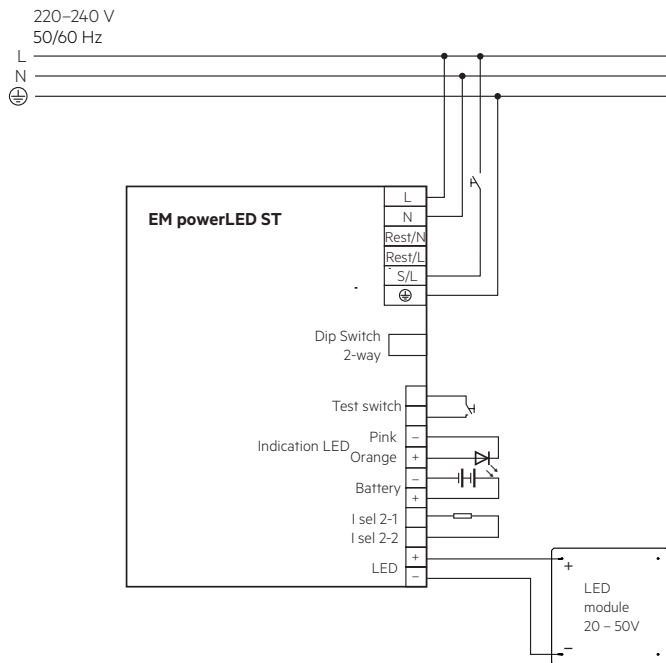 220–240 V
50/60 Hz
L
N
EM powerLED ST
L
N
Rest/N
Rest/L
S/L
Dip Switch
2-way
Test switch
Indication LED
Pink
–
Orange
+
Battery
–
+
I sel 2-1
I sel 2-2
LED
+
–
+
LED
module
20 – 50V
–